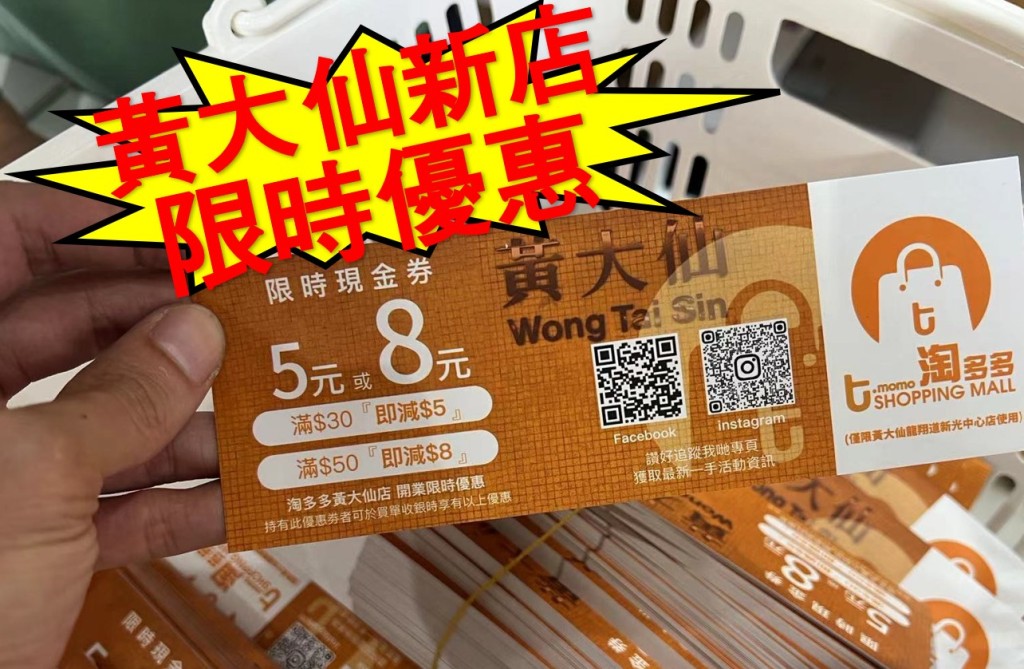 黃大仙新店
限時優惠
限時現金券
5元或8元
滿$30『即減$5』
滿$50『即減$8』
淘多多黃大仙店 開業限時優惠
持有此優惠券者可於買單收銀時享有以上優惠
黃大仙
Wong Tai Sin
Facebook
Instagram
讚好追蹤我哋專頁
獲取最新一手活動資訊
t
t.momo 淘多多
SHOPPING MALL
(僅限黃大仙龍翔道新光中心店使用)